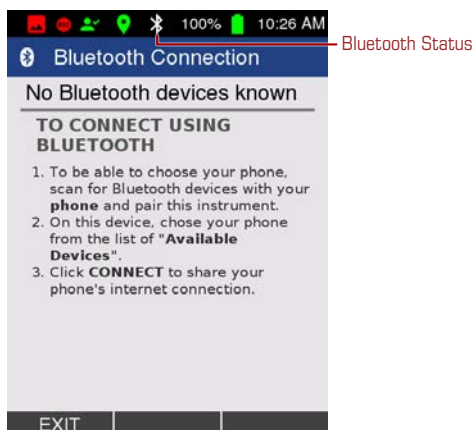 100% 10:26 AM
Bluetooth Status
Bluetooth Connection
No Bluetooth devices known
TO CONNECT USING
BLUETOOTH
1. To be able to choose your phone,
scan for Bluetooth devices with your
phone and pair this instrument.
2. On this device, chose your phone
from the list of "Available
Devices".
3. Click CONNECT to share your
phone's internet connection.
EXIT